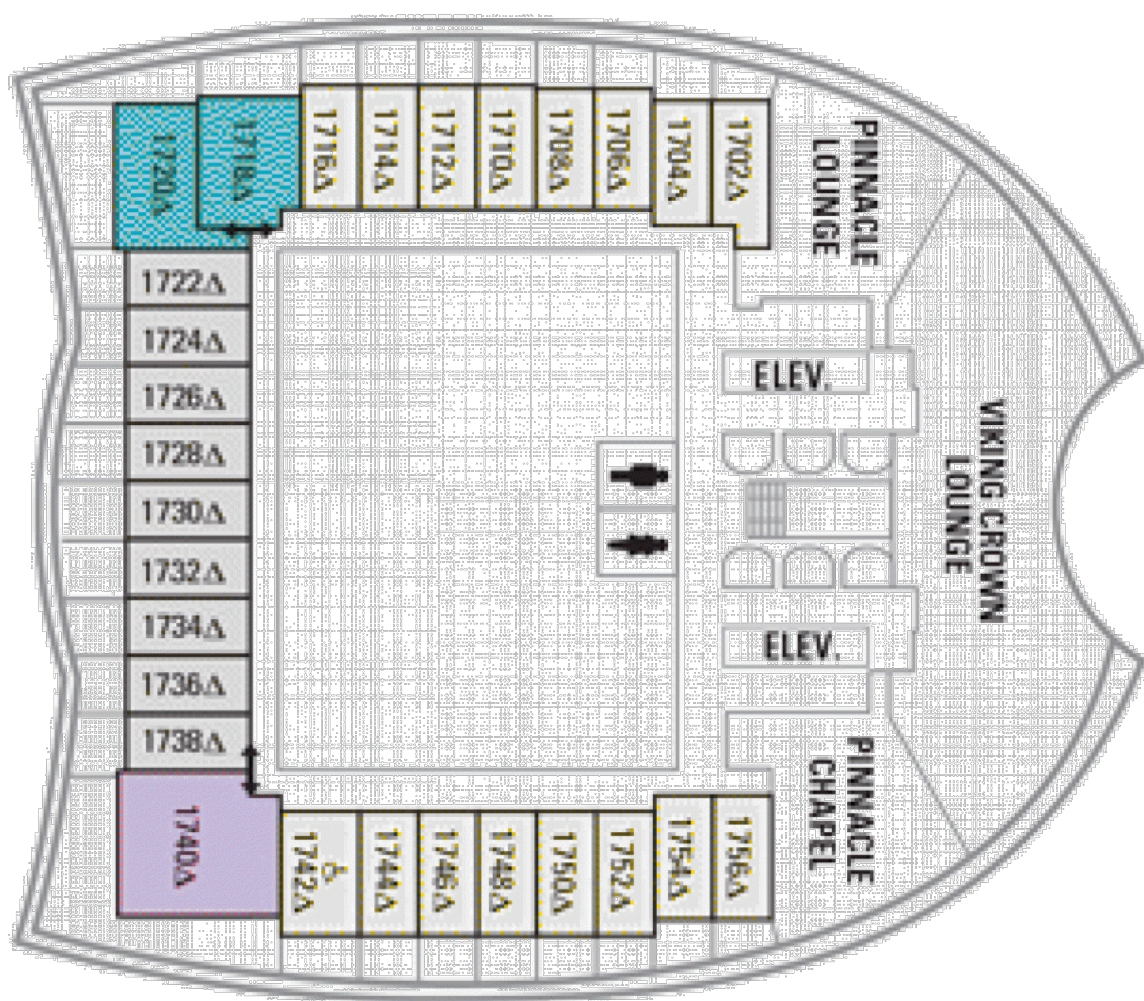 1720Δ
1718Δ
1716Δ
1714Δ
1712Δ
1710Δ
1708Δ
1706Δ
1704Δ
1702Δ
PINNACLE
LOUNGE
1722Δ
1724Δ
1726Δ
1728Δ
1730Δ
1732Δ
1734Δ
1736Δ
1738Δ
ELEV.
VIKING CROWN
LOUNGE
ELEV.
PINNACLE
CHAPEL
1740Δ
1742Δ
1744Δ
1746Δ
1748Δ
1750Δ
1752Δ
1754Δ
1756Δ